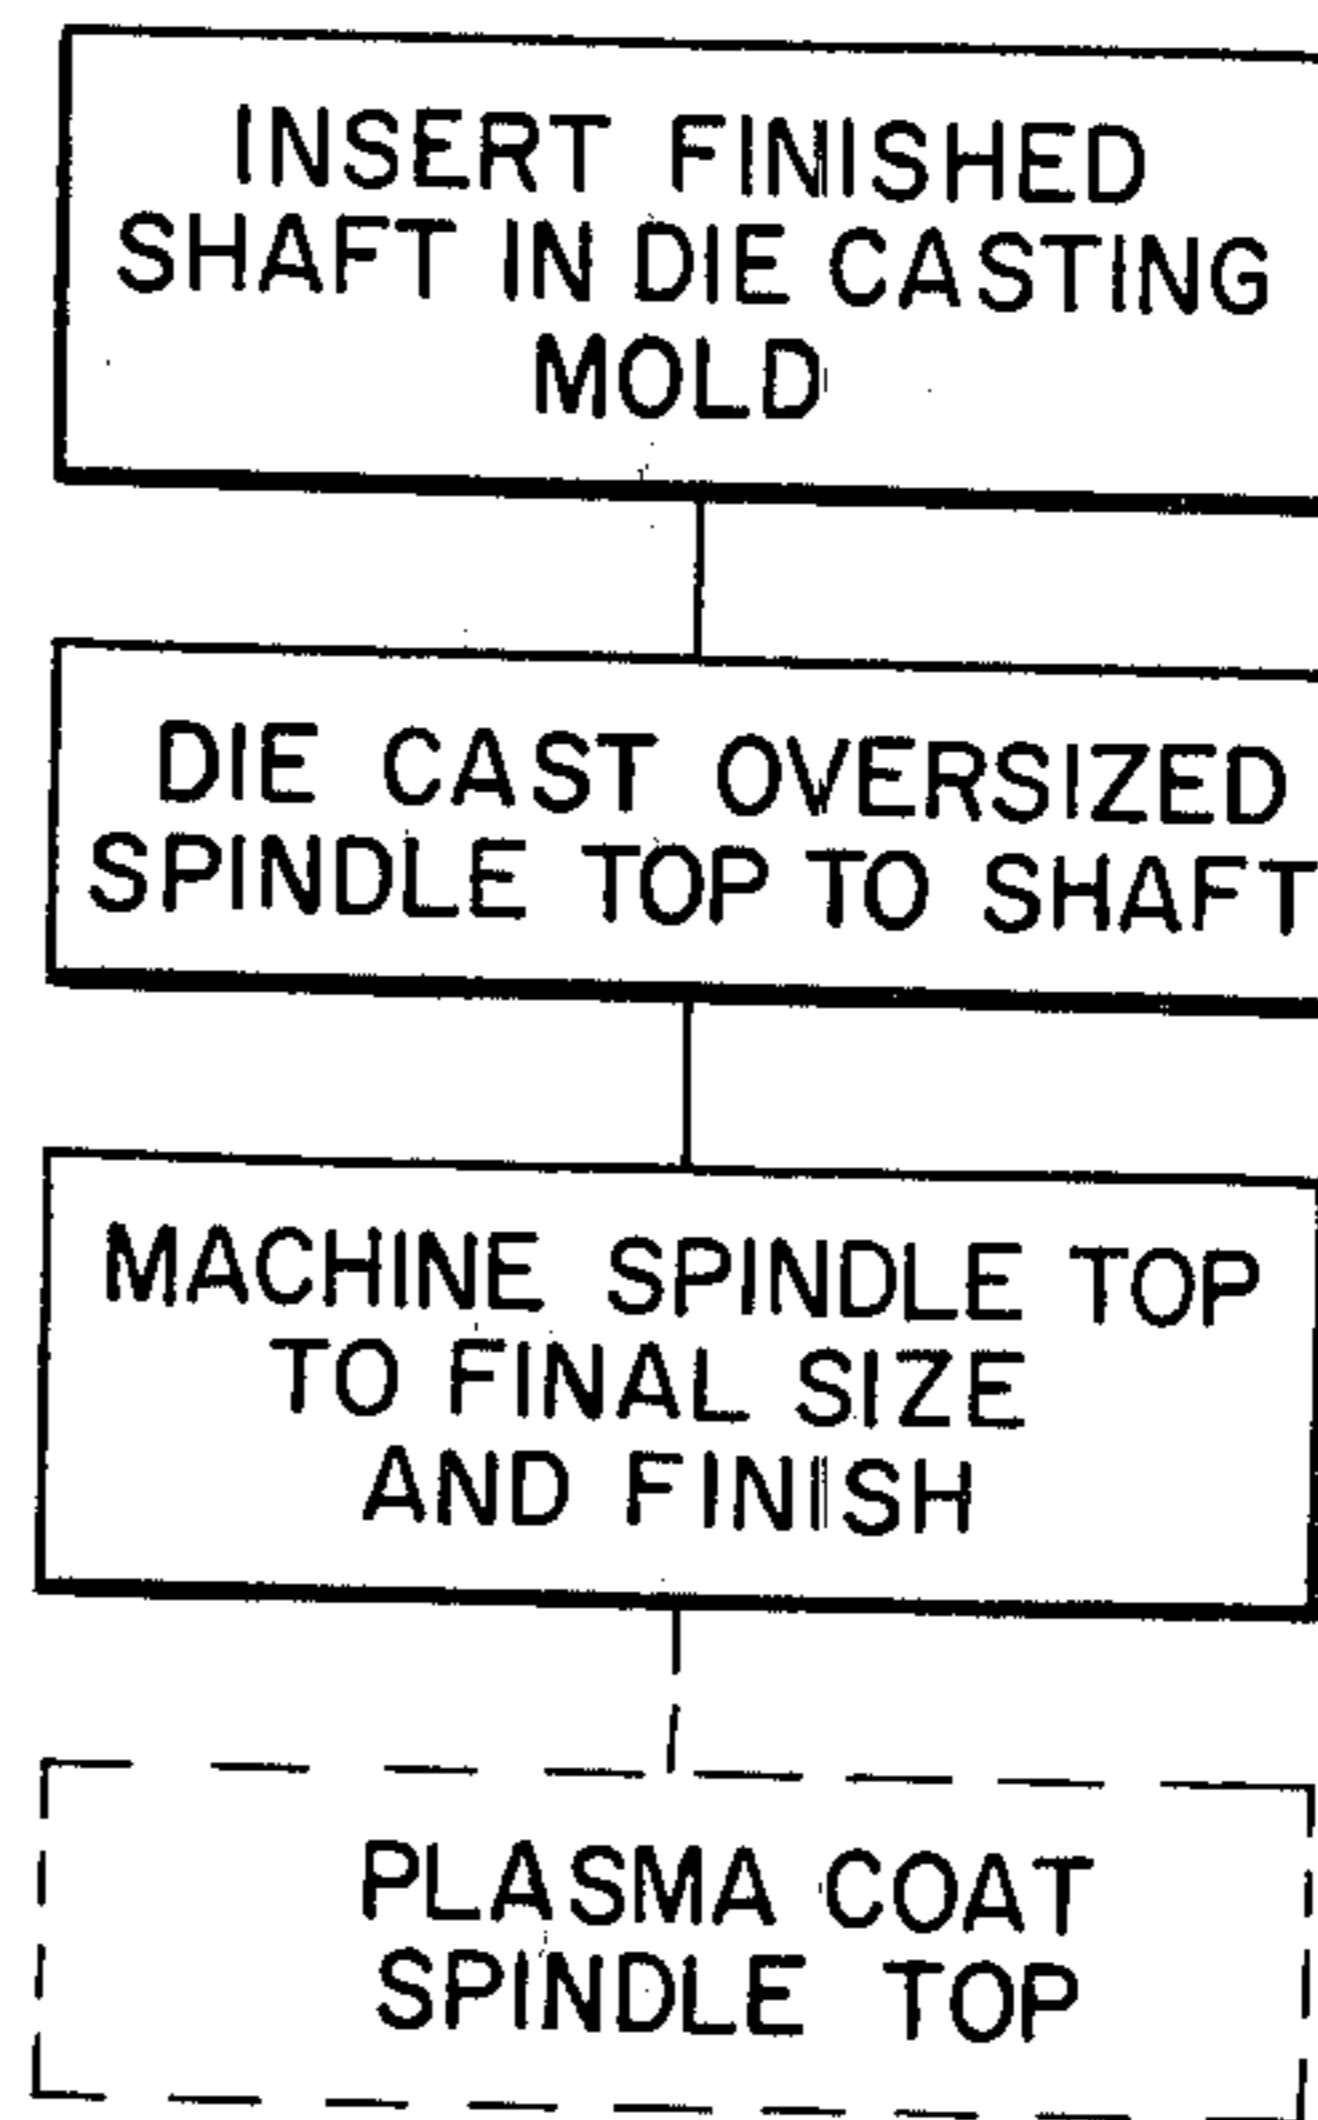 INSERT FINISHED
SHAFT IN DIE CASTING
MOLD
DIE CAST OVERSIZED
SPINDLE TOP TO SHAFT
MACHINE SPINDLE TOP
TO FINAL SIZE
AND FINISH
PLASMA COAT
SPINDLE TOP